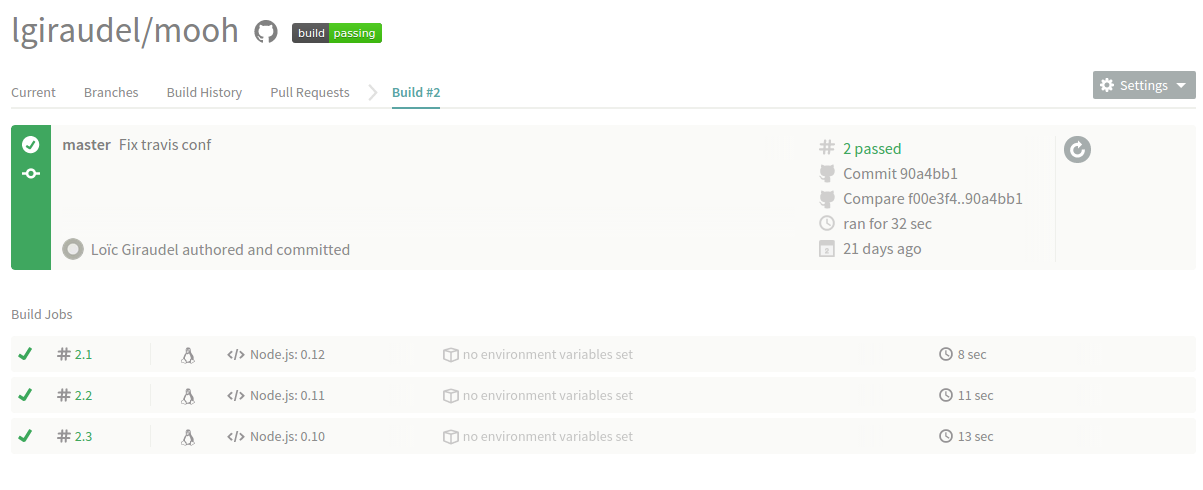 lgiraudel/mooh build passing
Current Branches Build History Pull Requests Build #2 Settings
master Fix travis conf
2 passed
Commit 90a4bb1
Compare f00e3f4..90a4bb1
ran for 32 sec
Loïc Giraudel authored and committed
21 days ago
Build Jobs
# 2.1 </> Node.js: 0.12 no environment variables set 8 sec
# 2.2 </> Node.js: 0.11 no environment variables set 11 sec
# 2.3 </> Node.js: 0.10 no environment variables set 13 sec